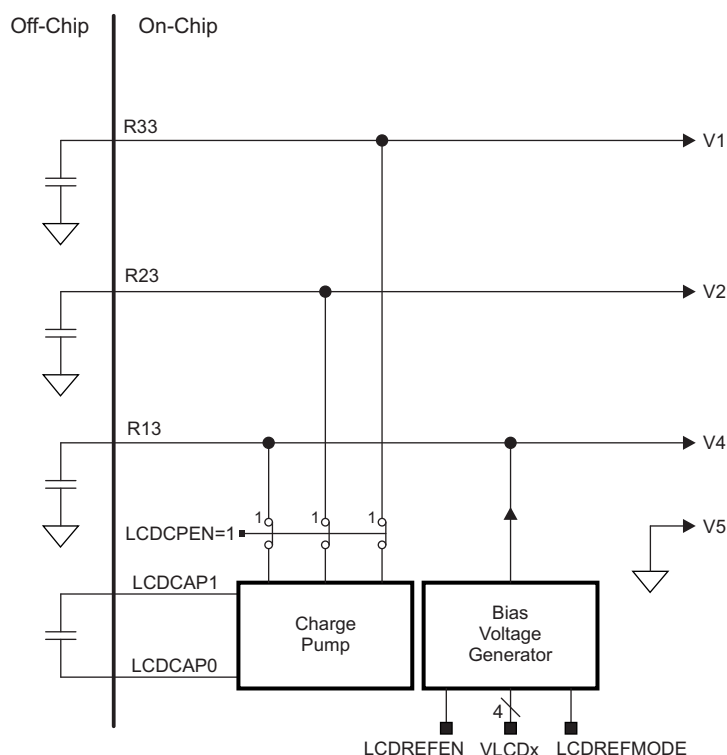 Off-Chip
On-Chip
R33
V1
R23
V2
R13
V4
1
1
1
LCDCPEN=1
V5
LCDCAP1
Charge
Pump
Bias
Voltage
Generator
LCDCAP0
4
LCDREFEN
VLCDx
LCDREFMODE